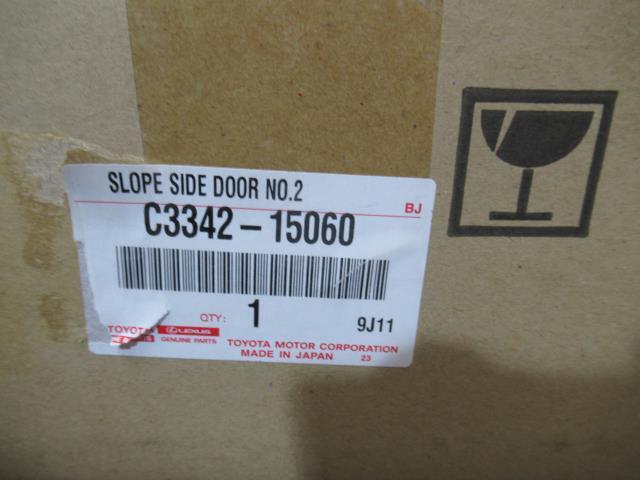 SLOPE SIDE DOOR NO.2
BJ
C3342-15060
QTY: 1
9J11
TOYOTA
LEXUS
GENUINE PARTS
TOYOTA MOTOR CORPORATION
MADE IN JAPAN 23